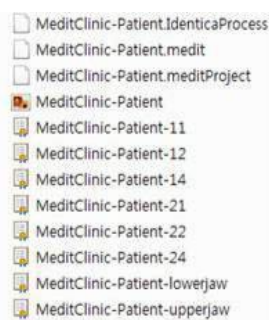 MeditClinic-Patient.IdenticaProcess
MeditClinic-Patient.medit
MeditClinic-Patient.meditProject
MeditClinic-Patient
MeditClinic-Patient-11
MeditClinic-Patient-12
MeditClinic-Patient-14
MeditClinic-Patient-21
MeditClinic-Patient-22
MeditClinic-Patient-24
MeditClinic-Patient-lowerjaw
MeditClinic-Patient-upperjaw